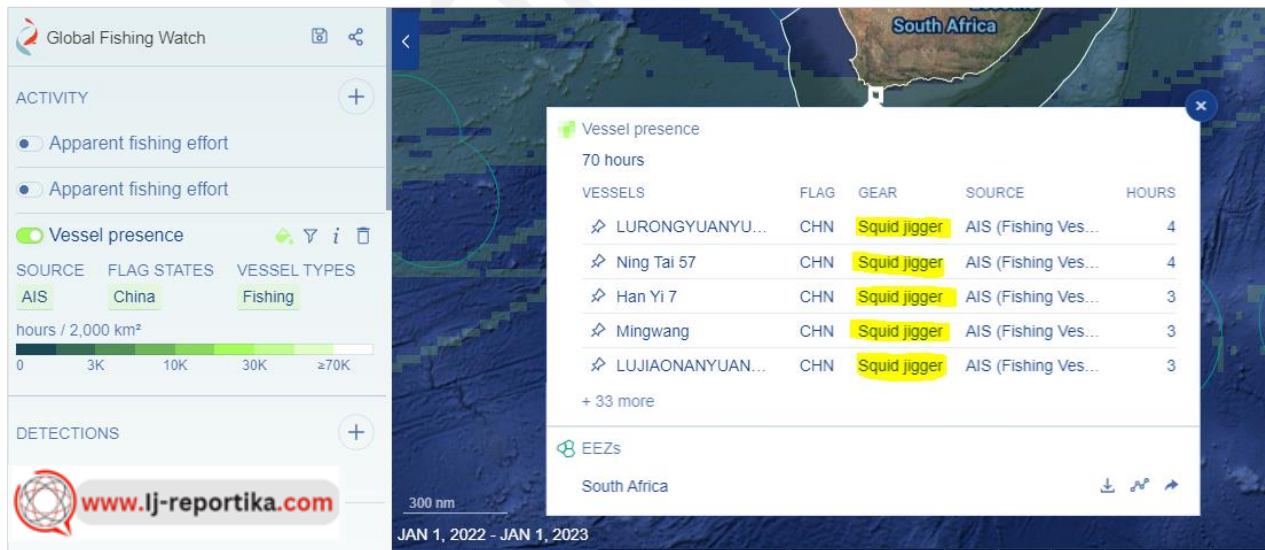 Global Fishing Watch
ACTIVITY
Apparent fishing effort
Apparent fishing effort
Vessel presence
SOURCE FLAG STATES VESSEL TYPES
AIS China Fishing
hours / 2,000 km²
0 3K 10K 30K ≥70K
DETECTIONS
www.lj-reportika.com
South Africa
Vessel presence
70 hours
VESSELS FLAG GEAR SOURCE HOURS
LURONGYUANYU... CHN Squid jigger AIS (Fishing Ves... 4
Ning Tai 57 CHN Squid jigger AIS (Fishing Ves... 4
Han Yi 7 CHN Squid jigger AIS (Fishing Ves... 3
Mingwang CHN Squid jigger AIS (Fishing Ves... 3
LUJIAONANYUAN... CHN Squid jigger AIS (Fishing Ves... 3
+ 33 more
EEZs
South Africa
300 nm
JAN 1, 2022 - JAN 1, 2023